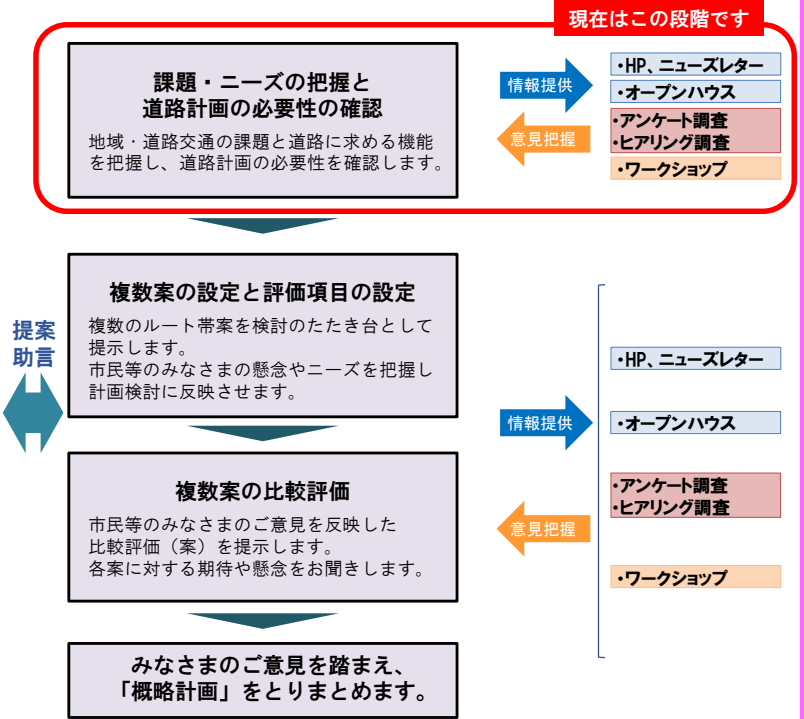 現在はこの段階です
課題・ニーズの把握と
道路計画の必要性の確認
地域・道路交通の課題と道路に求める機能
を把握し、道路計画の必要性を確認します。
情報提供
意見把握
・HP、ニューズレター
・オープンハウス
・アンケート調査
・ヒアリング調査
・ワークショップ
提案
助言
複数案の設定と評価項目の設定
複数のルート帯案を検討のたたき台として
提示します。
市民等のみなさまの懸念やニーズを把握し
計画検討に反映させます。
複数案の比較評価
市民等のみなさまのご意見を反映した
比較評価（案）を提示します。
各案に対する期待や懸念をお聞きします。
情報提供
意見把握
・HP、ニューズレター
・オープンハウス
・アンケート調査
・ヒアリング調査
・ワークショップ
みなさまのご意見を踏まえ、
「概略計画」をとりまとめます。